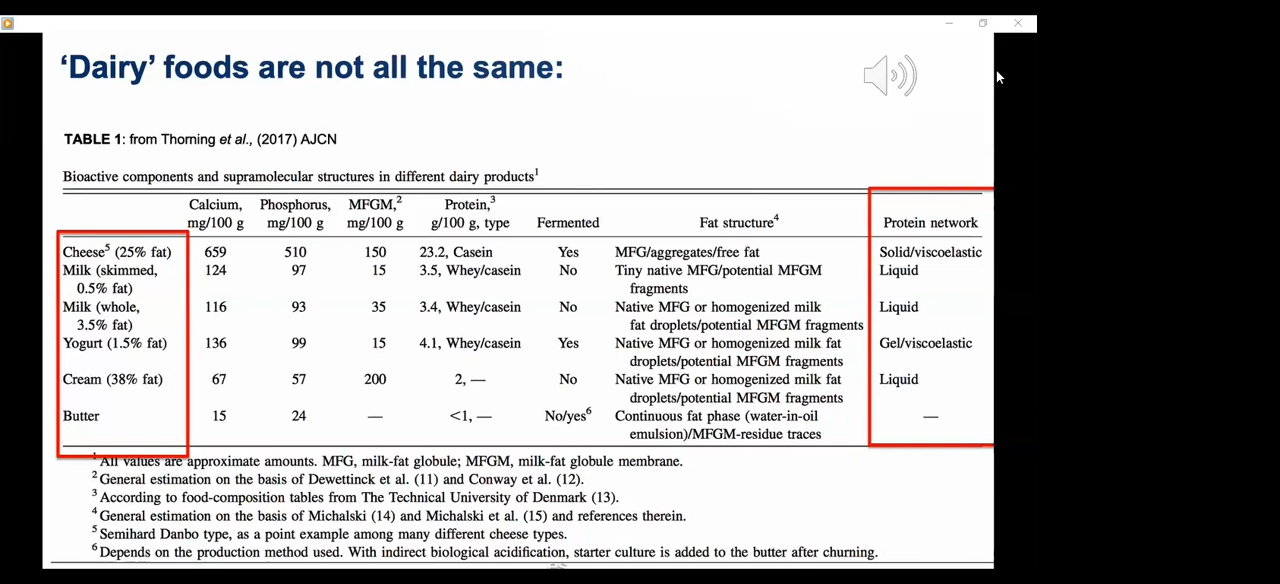 ‘Dairy’ foods are not all the same:
TABLE 1: from Thorning et al., (2017) AJCN
Bioactive components and supramolecular structures in different dairy products1
Calcium, Phosphorus, MFGM,2 Protein,3
mg/100 g mg/100 g mg/100 g g/100 g, type Fermented Fat structure4 Protein network
Cheese5 (25% fat) 659 510 150 23.2, Casein Yes MFG/aggregates/free fat Solid/viscoelastic
Milk (skimmed, 124 97 15 3.5, Whey/casein No Tiny native MFG/potential MFGM Liquid
0.5% fat) fragments
Milk (whole, 116 93 35 3.4, Whey/casein No Native MFG or homogenized milk Liquid
3.5% fat) fat droplets/potential MFGM fragments
Yogurt (1.5% fat) 136 99 15 4.1, Whey/casein Yes Native MFG or homogenized milk fat Gel/viscoelastic
droplets/potential MFGM fragments
Cream (38% fat) 67 57 200 2, — No Native MFG or homogenized milk fat Liquid
droplets/potential MFGM fragments
Butter 15 24 — <1, — No/yes6 Continuous fat phase (water-in-oil —
emulsion)/MFGM-residue traces
1 All values are approximate amounts. MFG, milk-fat globule; MFGM, milk-fat globule membrane.
2 General estimation on the basis of Dewettinck et al. (11) and Conway et al. (12).
3 According to food-composition tables from The Technical University of Denmark (13).
4 General estimation on the basis of Michalski (14) and Michalski et al. (15) and references therein.
5 Semihard Danbo type, as a point example among many different cheese types.
6 Depends on the production method used. With indirect biological acidification, starter culture is added to the butter after churning.